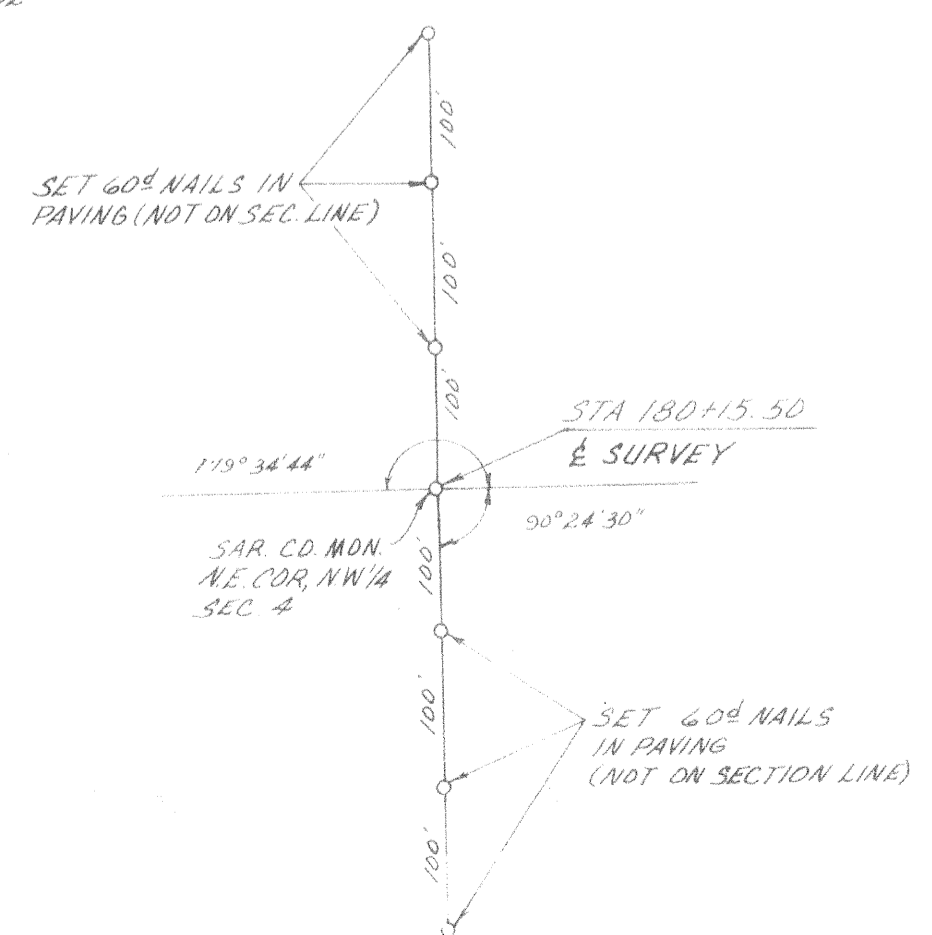 100'
SET 60d NAILS IN
PAVING (NOT ON SEC. LINE)
100'
100'
STA 180+15.50
℄ SURVEY
179° 34' 44"
90° 24' 30"
SAR. CO. MON.
N.E. COR, NW 1/4
SEC. 4
100'
100'
SET 60d NAILS
IN PAVING
(NOT ON SECTION LINE)
100'